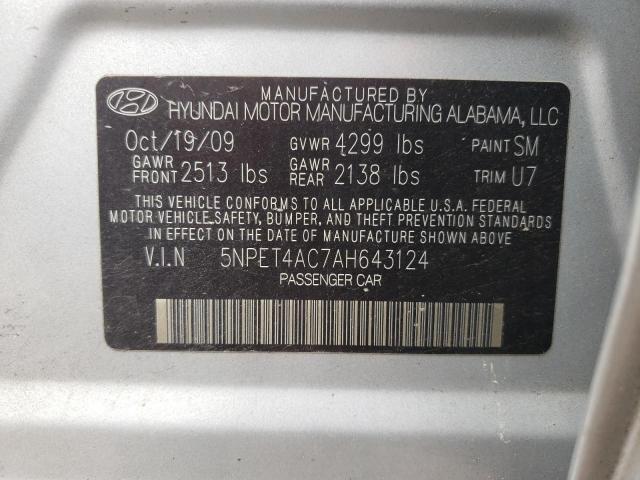 MANUFACTURED BY
HYUNDAI MOTOR MANUFACTURING ALABAMA, LLC
Oct/19/09 GVWR 4299 lbs PAINT SM
GAWR FRONT 2513 lbs GAWR REAR 2138 lbs TRIM U7
THIS VEHICLE CONFORMS TO ALL APPLICABLE U.S.A. FEDERAL
MOTOR VEHICLE SAFETY, BUMPER, AND THEFT PREVENTION STANDARDS
IN EFFECT ON THE DATE OF MANUFACTURE SHOWN ABOVE.
V.I.N 5NPET4AC7AH643124
PASSENGER CAR